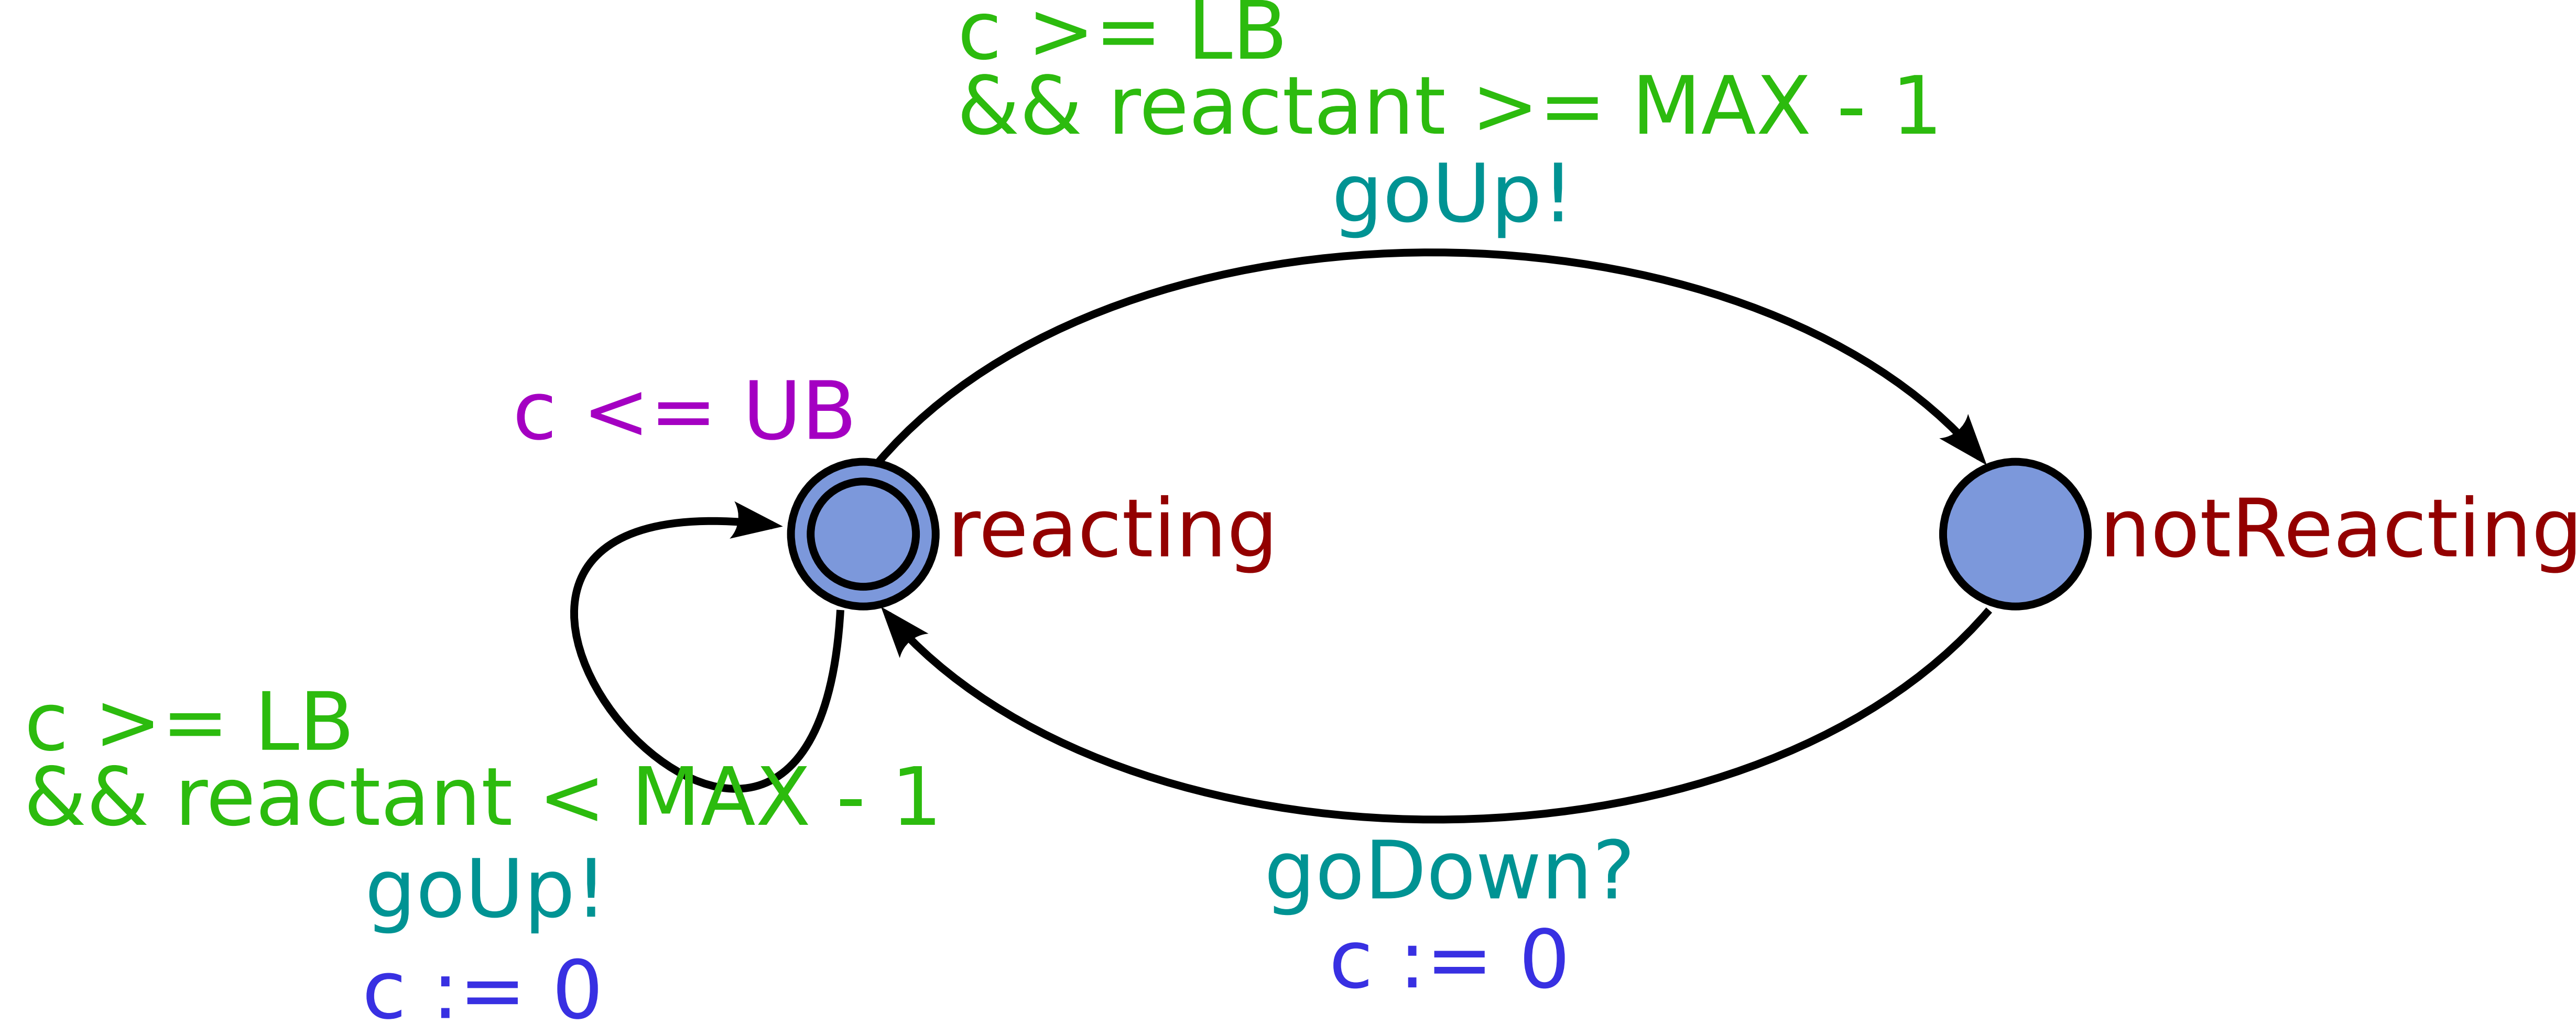 c >= LB
&& reactant >= MAX - 1
goUp!
c <= UB
reacting
notReacting
c >= LB
&& reactant < MAX - 1
goUp!
c := 0
goDown?
c := 0